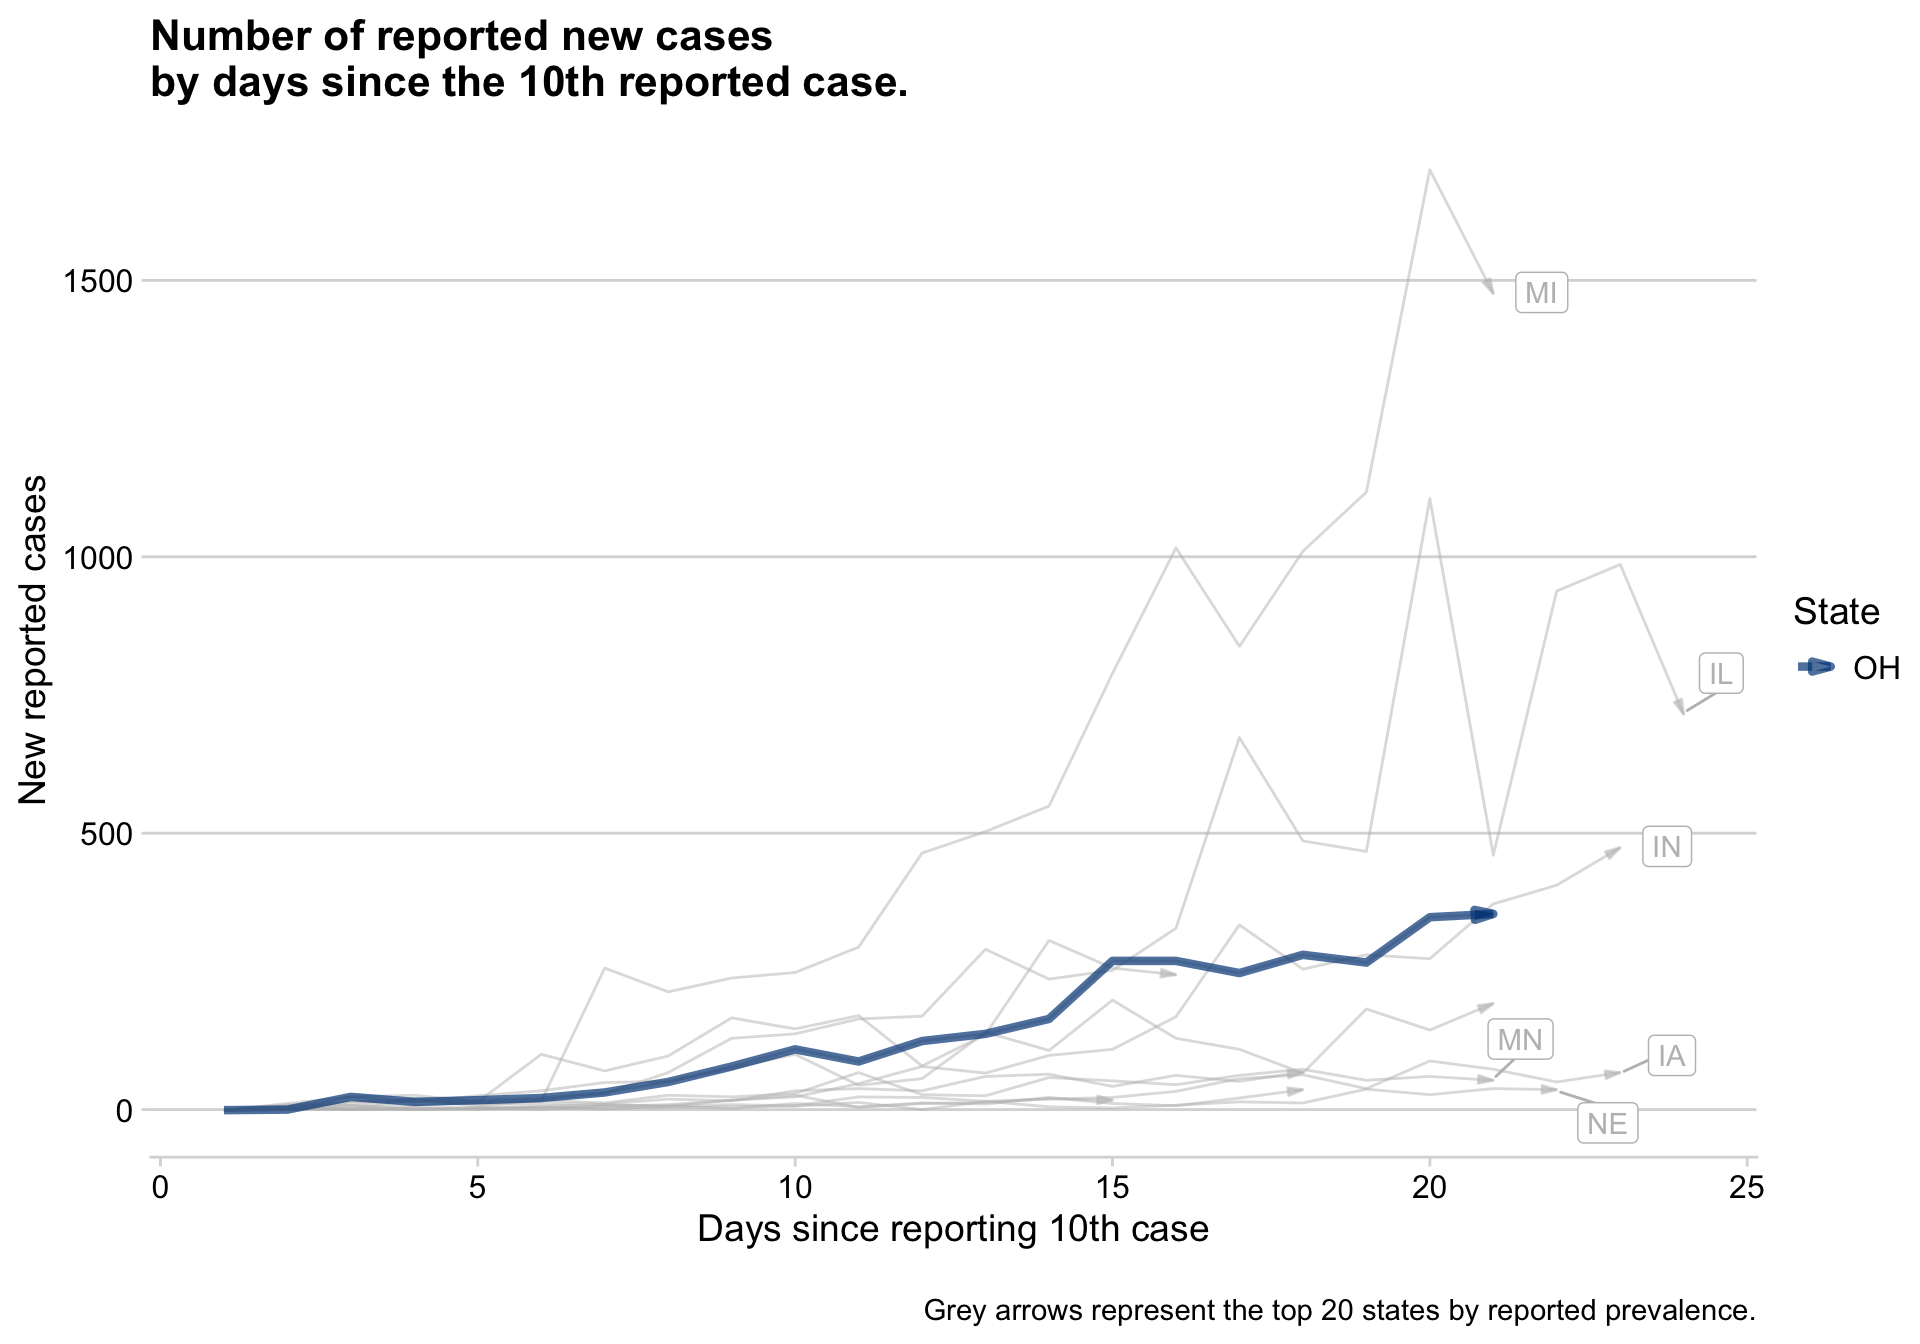 Number of reported new cases
by days since the 10th reported case.
New reported cases
1500
1000
500
0
MI
IL
IN
MN
IA
NE
State
OH
0 5 10 15 20 25
Days since reporting 10th case
Grey arrows represent the top 20 states by reported prevalence.